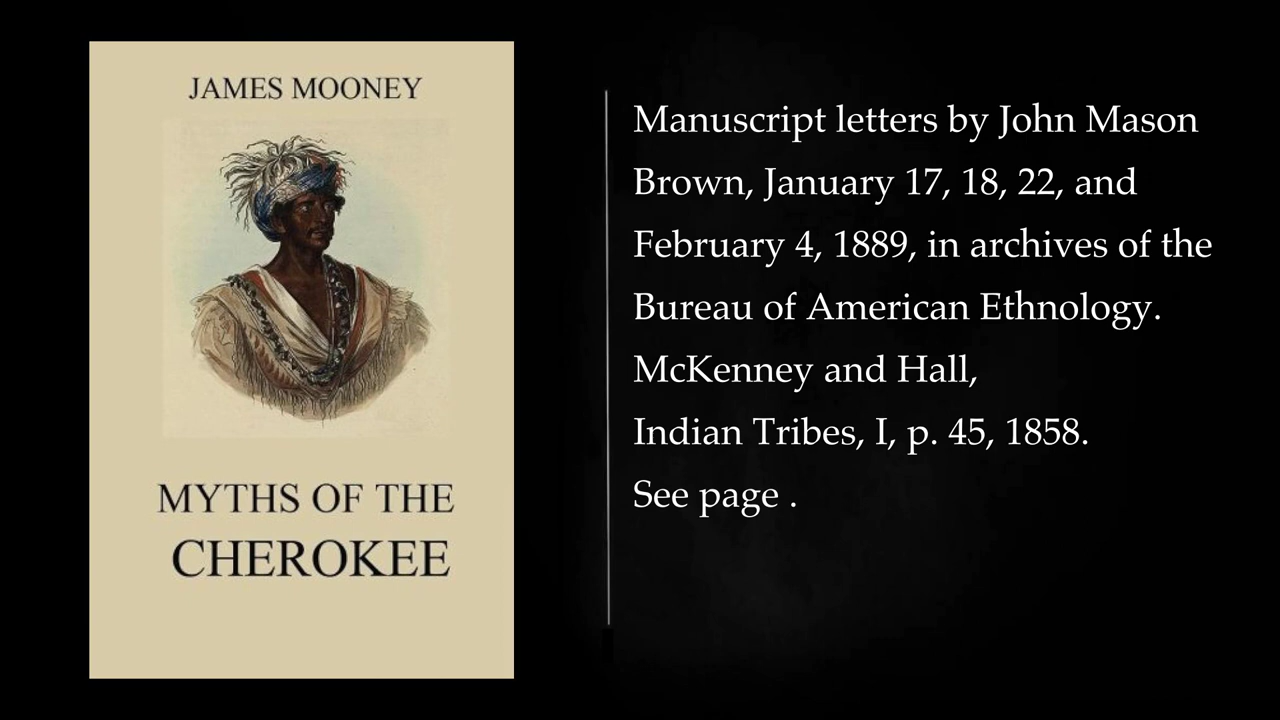 JAMES MOONEY
MYTHS OF THE
CHEROKEE
Manuscript letters by John Mason
Brown, January 17, 18, 22, and
February 4, 1889, in archives of the
Bureau of American Ethnology.
McKenney and Hall,
Indian Tribes, I, p. 45, 1858.
See page .